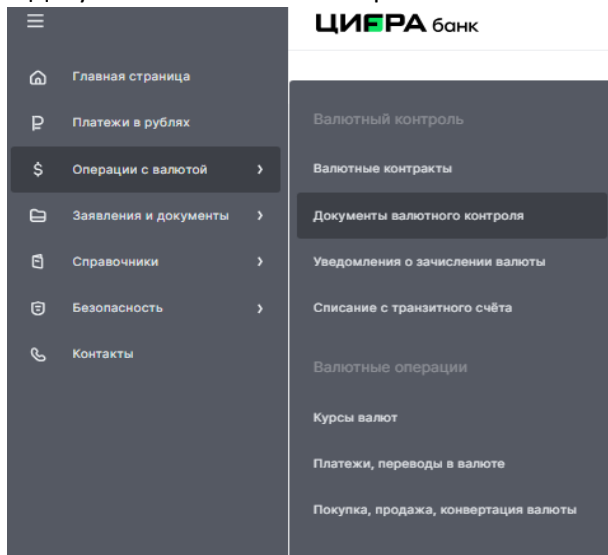 ЦИФРА банк
Главная страница
Платежи в рублях
Операции с валютой
Заявления и документы
Справочники
Безопасность
Контакты
Валютный контроль
Валютные контракты
Документы валютного контроля
Уведомления о зачислении валюты
Списание с транзитного счёта
Валютные операции
Курсы валют
Платежи, переводы в валюте
Покупка, продажа, конвертация валюты